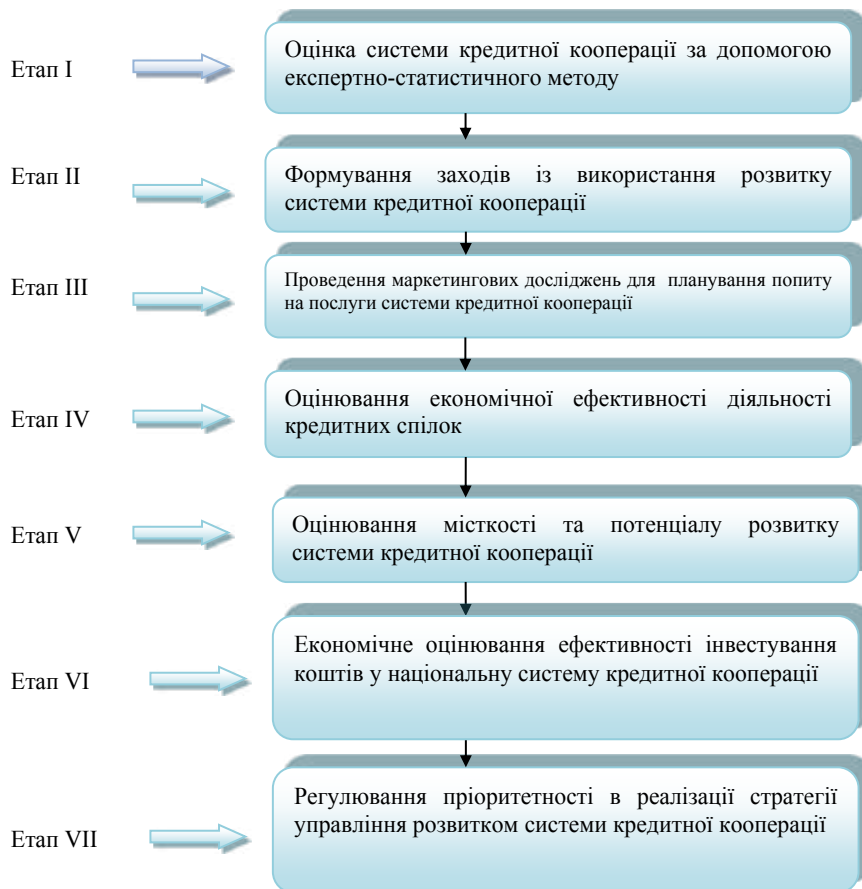 Етап I
Оцінка системи кредитної кооперації за допомогою
експертно-статистичного методу
Етап II
Формування заходів із використання розвитку
системи кредитної кооперації
Етап III
Проведення маркетингових досліджень для планування попиту
на послуги системи кредитної кооперації
Етап IV
Оцінювання економічної ефективності діяльності
кредитних спілок
Етап V
Оцінювання місткості та потенціалу розвитку
системи кредитної кооперації
Етап VI
Економічне оцінювання ефективності інвестування
коштів у національну систему кредитної кооперації
Етап VII
Регулювання пріоритетності в реалізації стратегії
управління розвитком системи кредитної кооперації